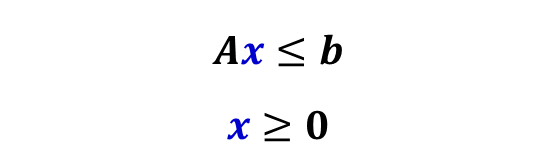 Ax ≤ b
x ≥ 0